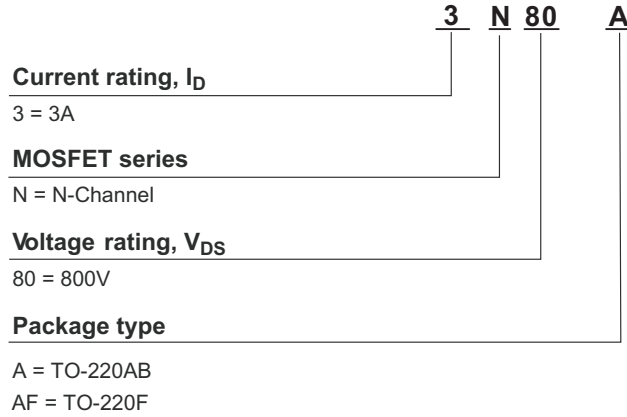 3 N 80 A
Current rating, ID
3 = 3A
MOSFET series
N = N-Channel
Voltage rating, VDS
80 = 800V
Package type
A = TO-220AB
AF = TO-220F